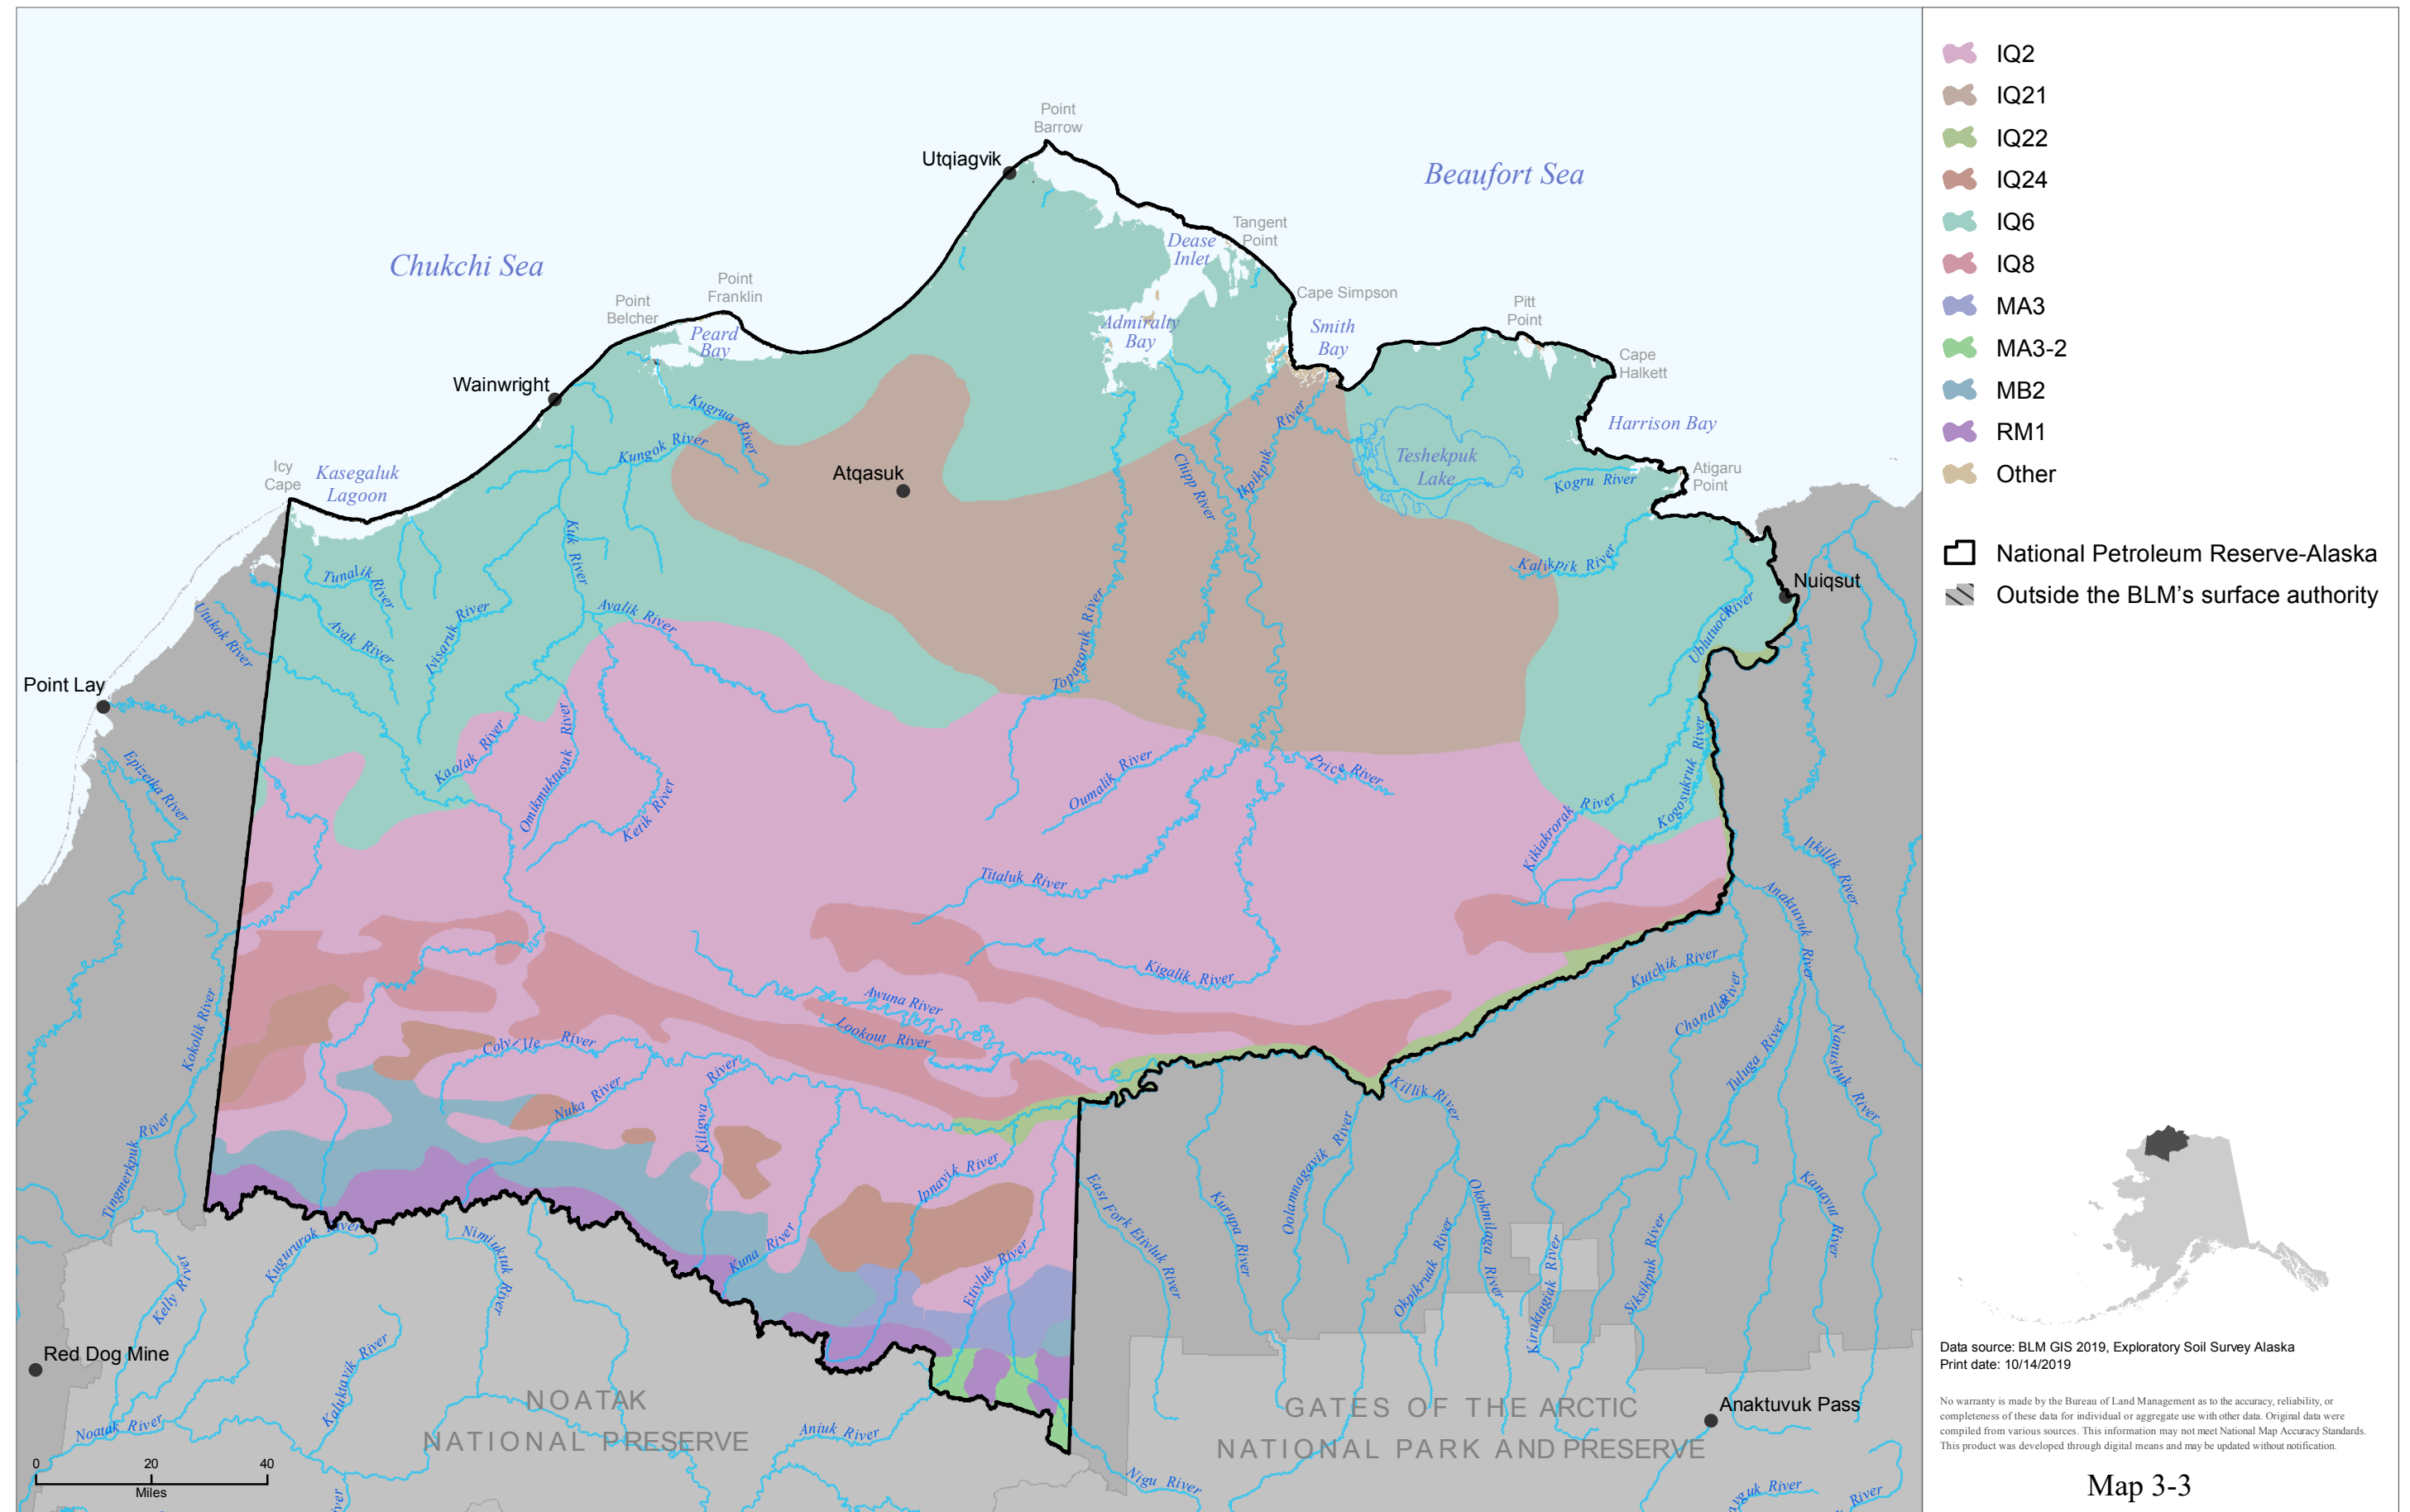 Point
Barrow
Utqiagvik
Beaufort Sea
Chukchi Sea
Dease
Inlet
Tangent
Point
Point
Franklin
Point
Belcher
Peard
Bay
Admiralty
Bay
Cape Simpson
Smith
Bay
Pitt
Point
Cape
Halkett
Harrison Bay
Wainwright
Kugrua River
Kungok River
Atqasuk
Icy
Cape
Kasegaluk
Lagoon
Chipp River
Ikpikpuk River
Teshekpuk
Lake
Kogru River
Atigaru
Point
Kalikpik River
Nuiqsut
Ublutuoch River
Kuk River
Tunalik River
Avak River
Ivisaruk River
Avalik River
Utukok River
Topagoruk River
Point Lay
Epizetka River
Kaolak River
Omikmuktusuk River
Ketik River
Oumalik River
Price River
Kikiakrorak River
Kogosukruk River
Titaluk River
Itkillik River
Anaktuvuk River
Kigalik River
Kutchik River
Chandler River
Awuna River
Lookout River
Kokolik River
Colville River
Nuka River
Kiligwa River
Killik River
Tuluga River
Nanushuk River
Tingmerkpuk River
Ipnavik River
East Fork Etivluk River
Kurupa River
Oolamnagavik River
Okokmilaga River
Okpikruak River
Kiruktagiak River
Siksikpuk River
Kanayut River
Kuna River
Etivluk River
Kelly River
Kugururok River
Nimiuktuk River
Red Dog Mine
Kaluktavik River
Noatak River
NOATAK
NATIONAL PRESERVE
Aniuk River
GATES OF THE ARCTIC
NATIONAL PARK AND PRESERVE
Anaktuvuk Pass
Nigu River
River
River
0 20 40
Miles
IQ2
IQ21
IQ22
IQ24
IQ6
IQ8
MA3
MA3-2
MB2
RM1
Other
National Petroleum Reserve-Alaska
Outside the BLM's surface authority
Data source: BLM GIS 2019, Exploratory Soil Survey Alaska
Print date: 10/14/2019
No warranty is made by the Bureau of Land Management as to the accuracy, reliability, or
completeness of these data for individual or aggregate use with other data. Original data were
compiled from various sources. This information may not meet National Map Accuracy Standards.
This product was developed through digital means and may be updated without notification.
Map 3-3